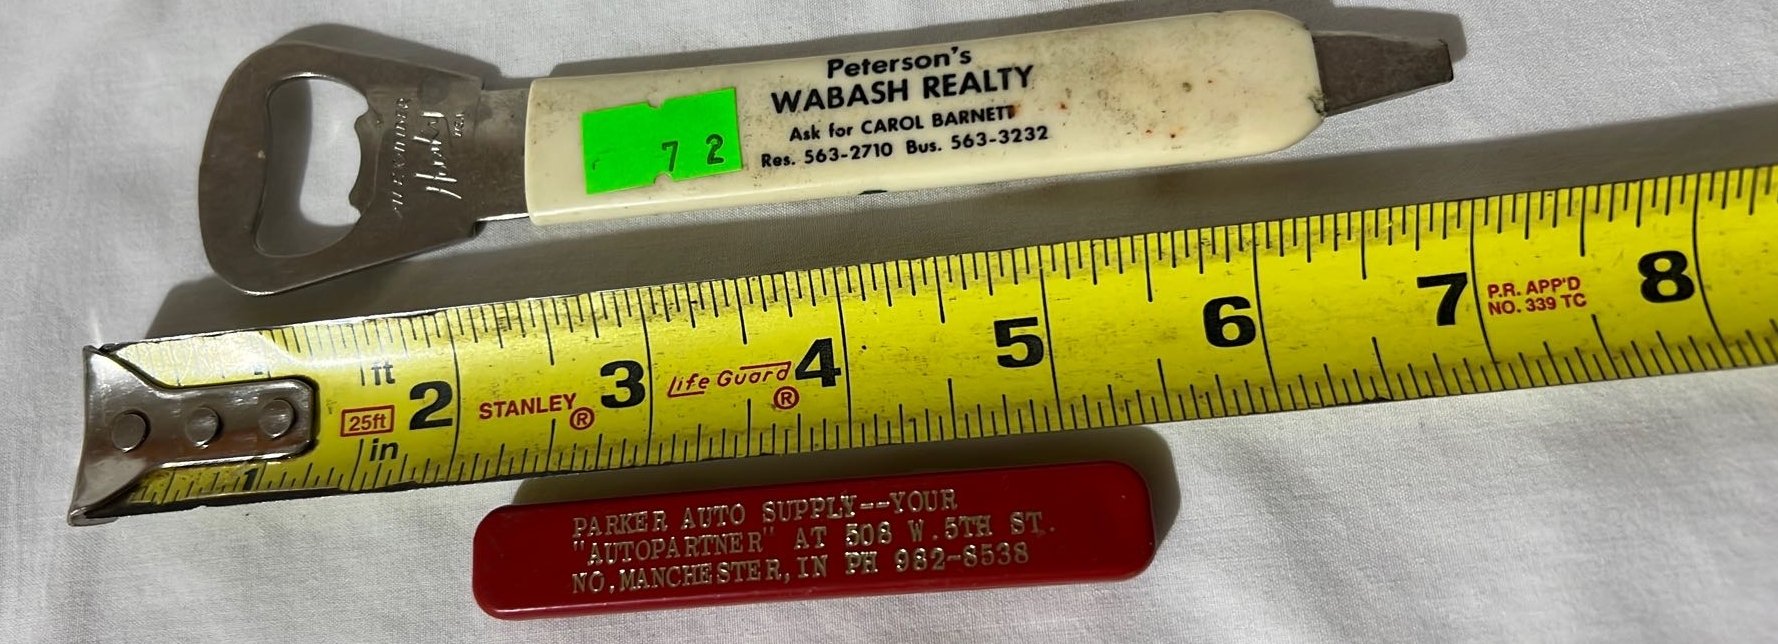 Peterson's
WABASH REALTY
Ask for CAROL BARNETT
Res. 563-2710 Bus. 563-3232
72
USA
1 ft 2 3 4 5 6 7 8
25ft
in
STANLEY®
Life Guard®
P.R. APP'D
NO. 339 TC
PARKER AUTO SUPPLY--YOUR
"AUTOPARTNER" AT 508 W. 5TH ST.
NO. MANCHESTER, IN PH 982-8538